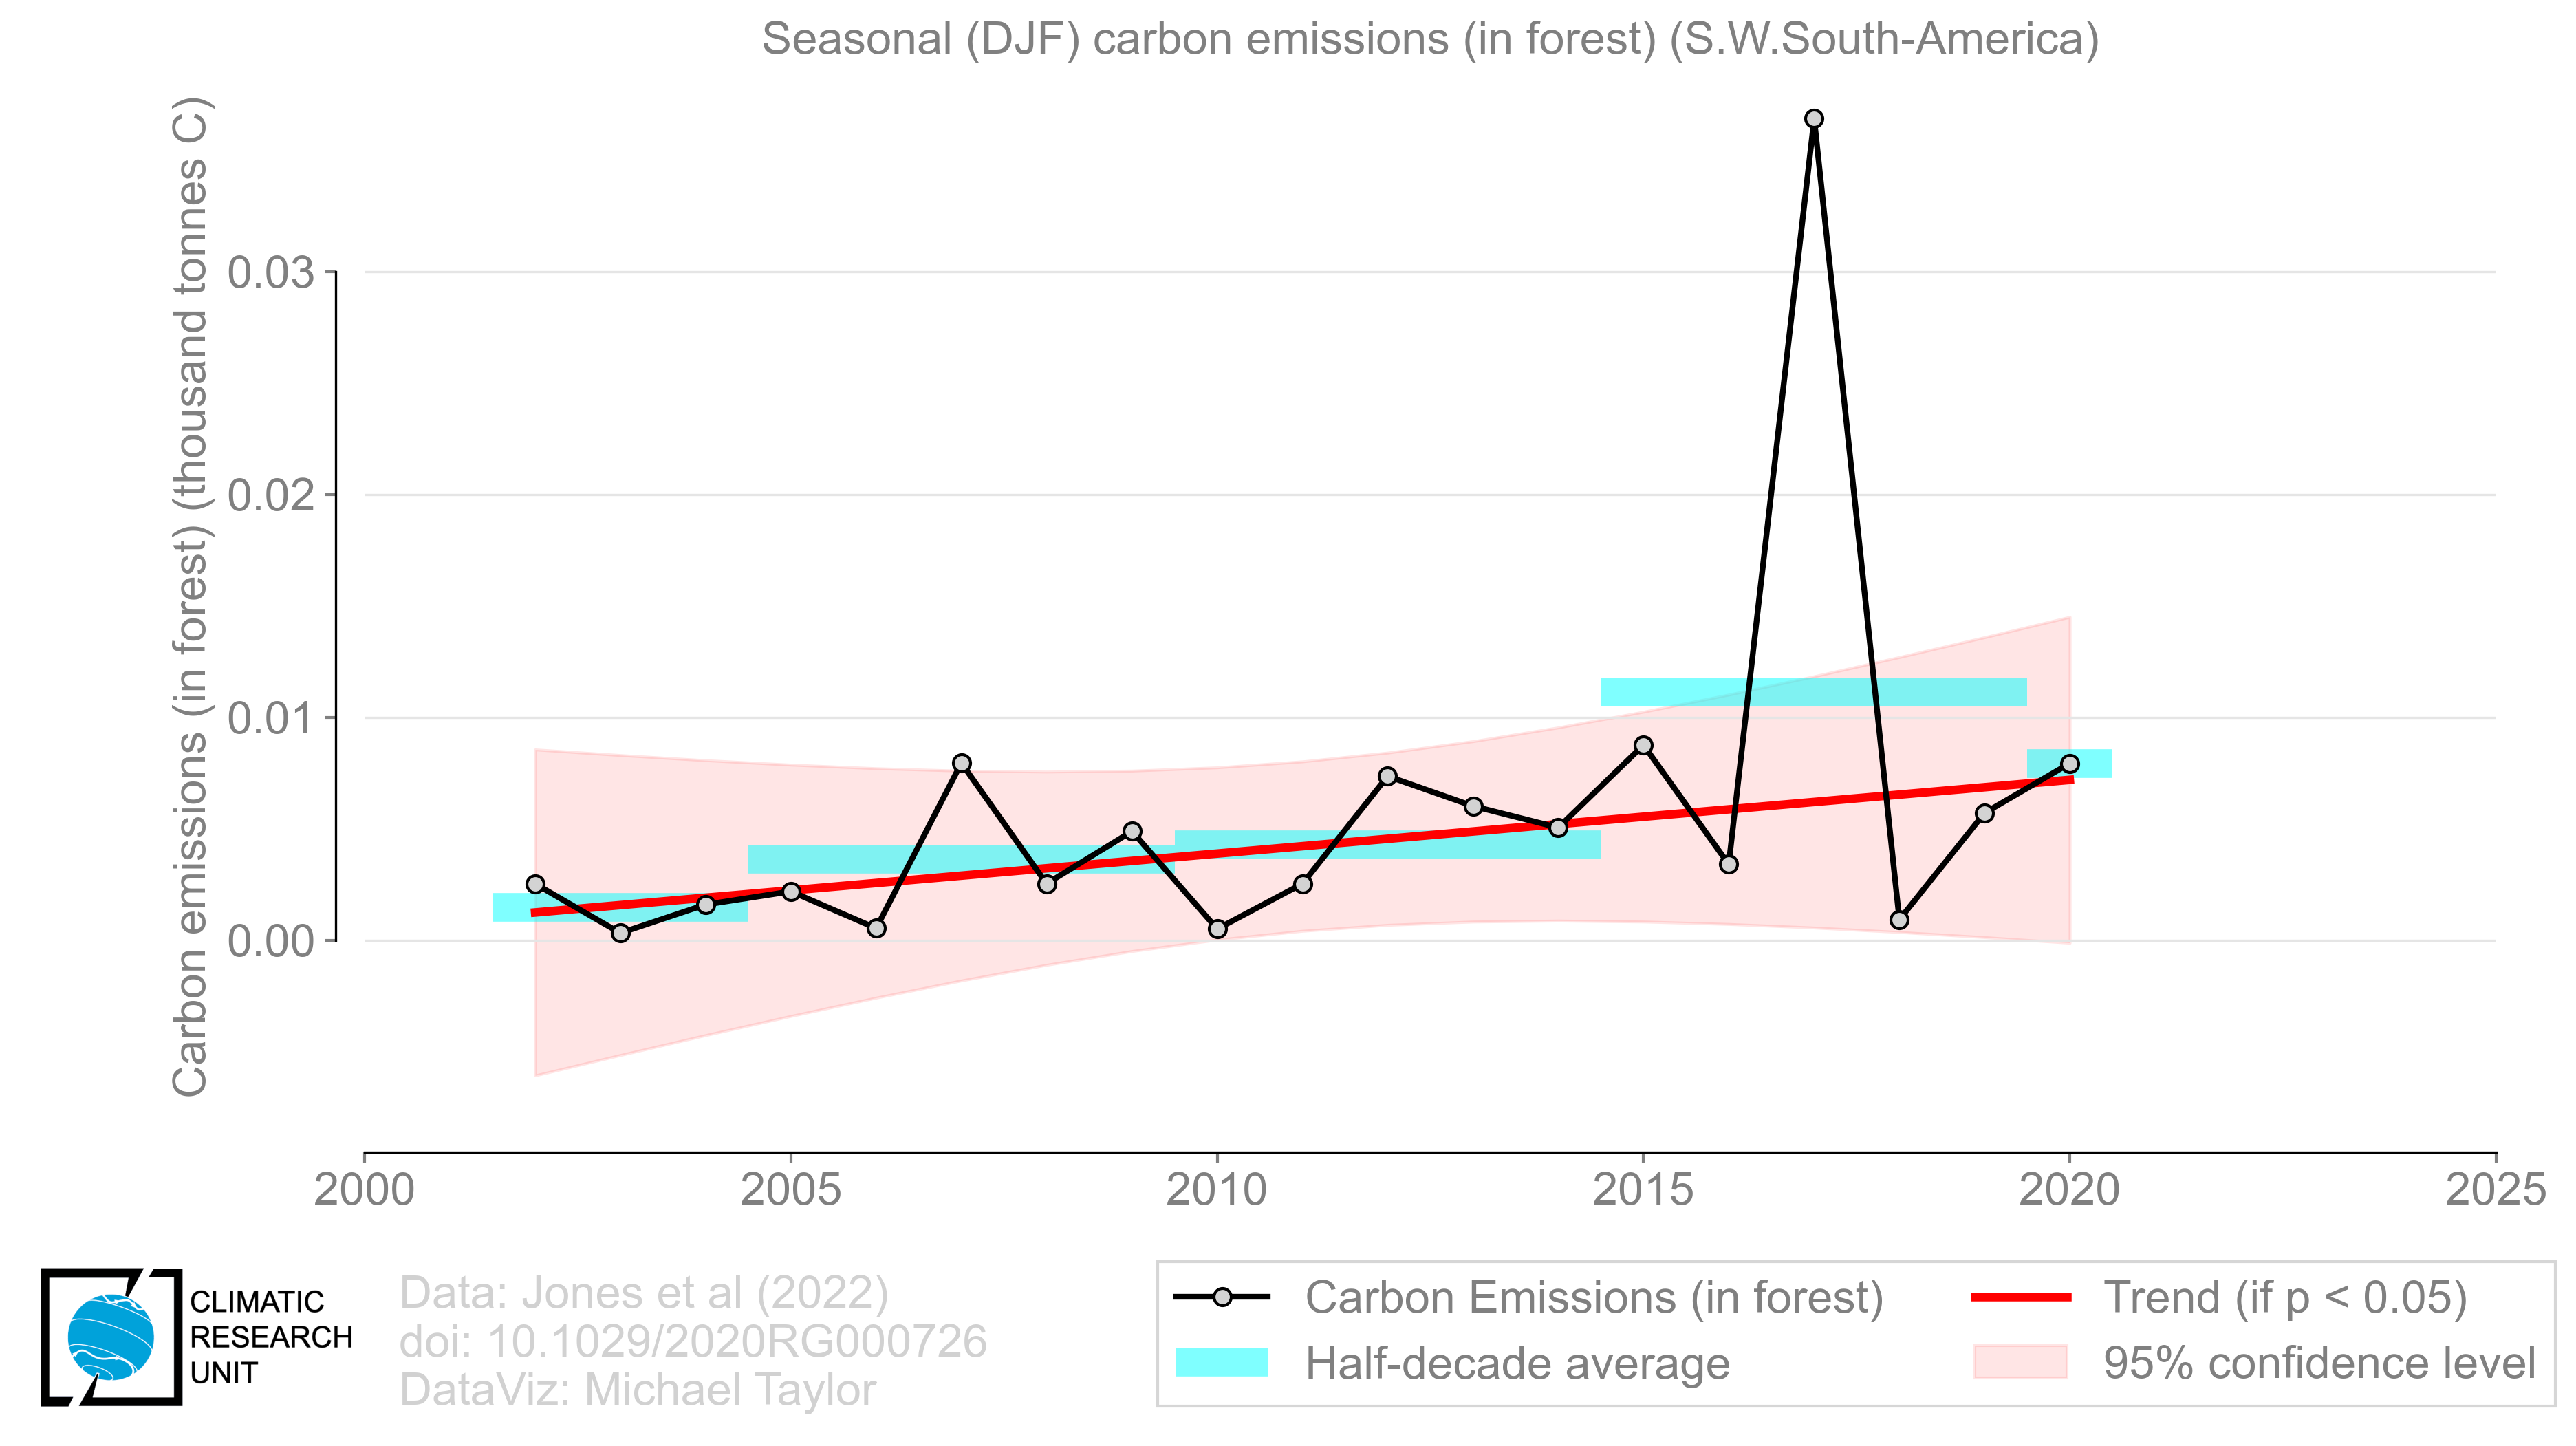 Seasonal (DJF) carbon emissions (in forest) (S.W.South-America)
Carbon emissions (in forest) (thousand tonnes C)
0.03
0.02
0.01
0.00
2000 2005 2010 2015 2020 2025
CLIMATIC
RESEARCH
UNIT
Data: Jones et al (2022)
doi: 10.1029/2020RG000726
DataViz: Michael Taylor
Carbon Emissions (in forest)
Half-decade average
Trend (if p < 0.05)
95% confidence level